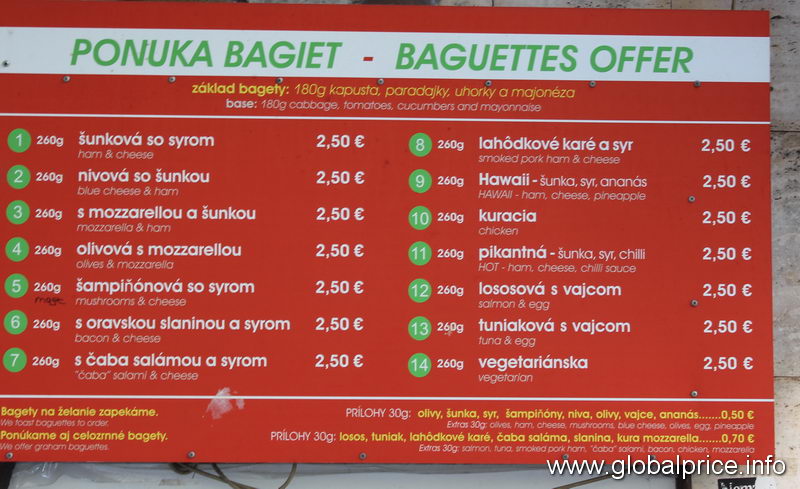 PONUKA BAGIET - BAGUETTES OFFER
základ bagety: 180g kapusta, paradajky, uhorky a majonéza
base: 180g cabbage, tomatoes, cucumbers and mayonnaise
1 260g šunková so syrom 2,50 €
ham & cheese
2 260g nivová so šunkou 2,50 €
blue cheese & ham
3 260g s mozzarellou a šunkou 2,50 €
mozzarella & ham
4 260g olivová s mozzarellou 2,50 €
olives & mozzarella
5 260g šampiňónová so syrom 2,50 €
mushrooms & cheese
6 260g s oravskou slaninou a syrom 2,50 €
bacon & cheese
7 260g s čaba salámou a syrom 2,50 €
"čaba" salami & cheese
8 260g lahôdkové karé a syr 2,50 €
smoked pork ham & cheese
9 260g Hawaii - šunka, syr, ananás 2,50 €
HAWAII - ham, cheese, pineapple
10 260g kuracia 2,50 €
chicken
11 260g pikantná - šunka, syr, chilli 2,50 €
HOT - ham, cheese, chilli sauce
12 260g lososová s vajcom 2,50 €
salmon & egg
13 260g tuniaková s vajcom 2,50 €
tuna & egg
14 260g vegetariánska 2,50 €
vegetarian
Bagety na želanie zapekáme.
We toast baguettes to order.
Ponúkame aj celozrnné bagety.
We offer graham baguettes.
PRÍLOHY 30g: olivy, šunka, syr, šampiňóny, niva, olivy, vajce, ananás.......0,50 €
Extras 30g: olives, ham, cheese, mushrooms, blue cheese, olives, egg, pineapple
PRÍLOHY 30g: losos, tuniak, lahôdkové karé, čaba saláma, slanina, kura mozzarella......0,70 €
Extras 30g: salmon, tuna, smoked pork ham, "čaba" salami, bacon, chicken, mozzarella
www.globalprice.info